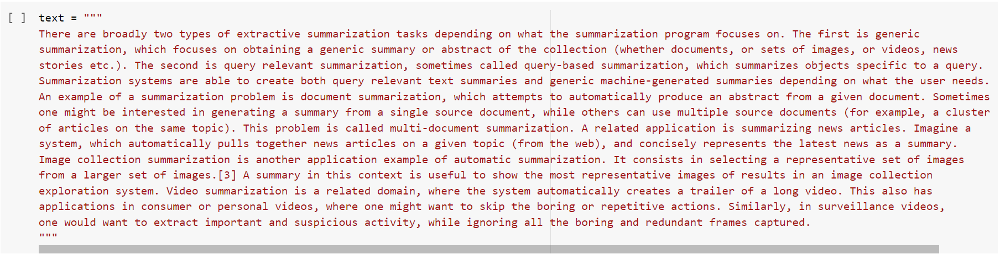 [ ] text = """
There are broadly two types of extractive summarization tasks depending on what the summarization program focuses on. The first is generic
summarization, which focuses on obtaining a generic summary or abstract of the collection (whether documents, or sets of images, or videos, news
stories etc.). The second is query relevant summarization, sometimes called query-based summarization, which summarizes objects specific to a query.
Summarization systems are able to create both query relevant text summaries and generic machine-generated summaries depending on what the user needs.
An example of a summarization problem is document summarization, which attempts to automatically produce an abstract from a given document. Sometimes
one might be interested in generating a summary from a single source document, while others can use multiple source documents (for example, a cluster
of articles on the same topic). This problem is called multi-document summarization. A related application is summarizing news articles. Imagine a
system, which automatically pulls together news articles on a given topic (from the web), and concisely represents the latest news as a summary.
Image collection summarization is another application example of automatic summarization. It consists in selecting a representative set of images
from a larger set of images.[3] A summary in this context is useful to show the most representative images of results in an image collection
exploration system. Video summarization is a related domain, where the system automatically creates a trailer of a long video. This also has
applications in consumer or personal videos, where one might want to skip the boring or repetitive actions. Similarly, in surveillance videos,
one would want to extract important and suspicious activity, while ignoring all the boring and redundant frames captured.
"""